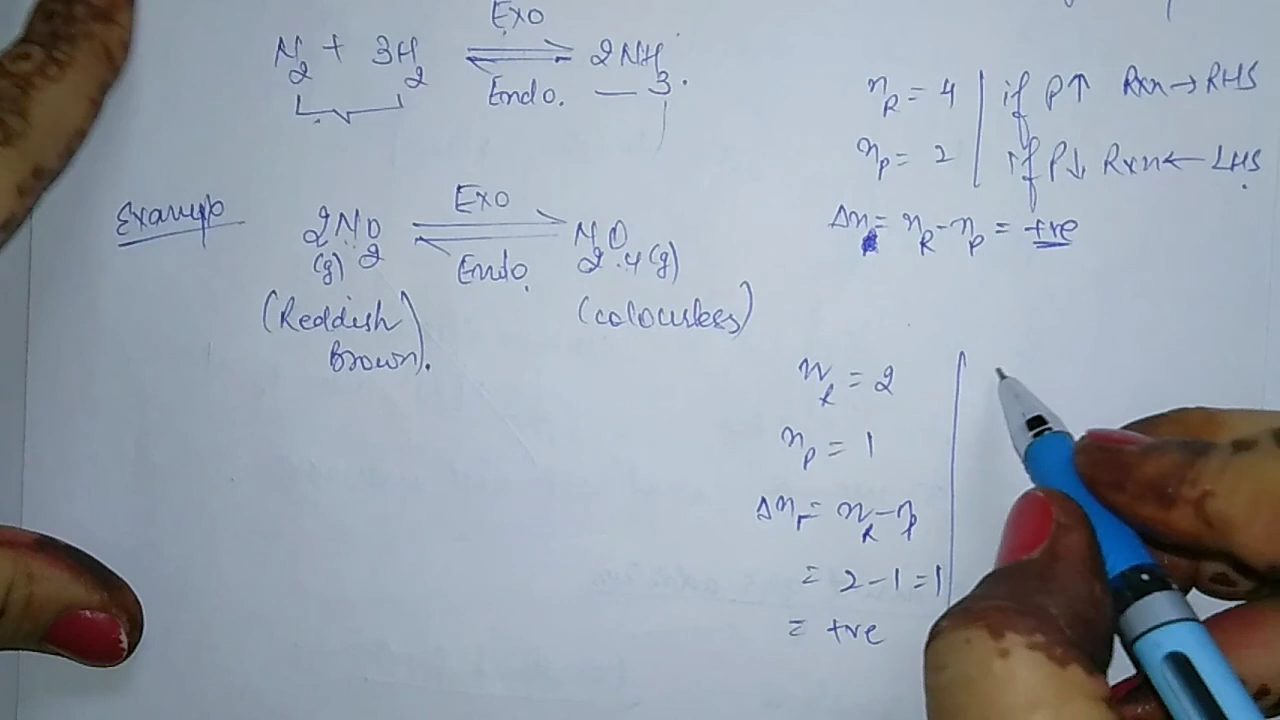 Exo
N2 + 3H2 ⇌ 2NH3.
Endo.
nR = 4 | if P↑ Rxn → RHS
nP = 2 | if P↓ Rxn ← LHS.
Δn = nR - nP = +ve
Example
Exo
2NO2 (g) ⇌ N2O4 (g)
Endo.
(Reddish Brown).
(colourless)
nR = 2
nP = 1
Δnr = nR - nP
= 2 - 1 = 1
= +ve